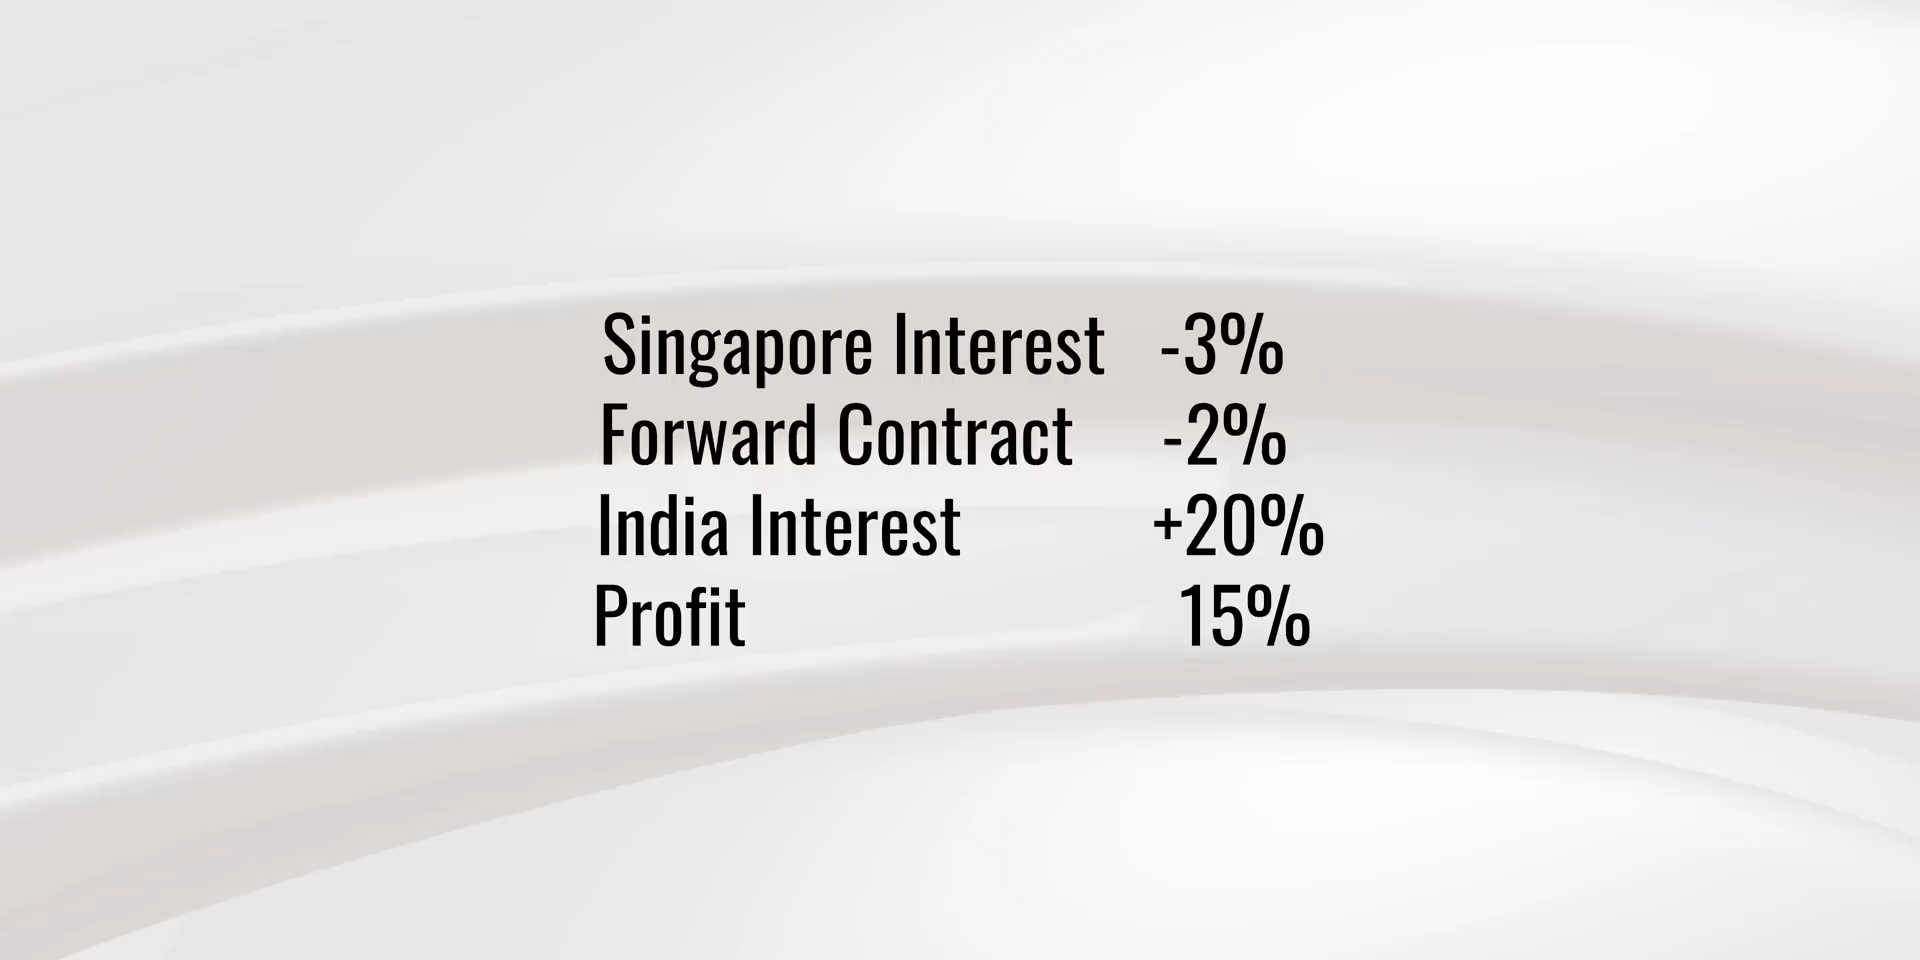 Singapore Interest -3%
Forward Contract -2%
India Interest +20%
Profit 15%